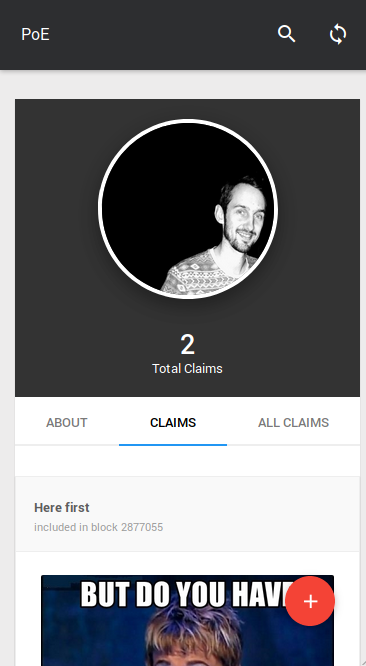 PoE
2
Total Claims
ABOUT
CLAIMS
ALL CLAIMS
Here first
included in block 2877055
BUT DO YOU HAVE